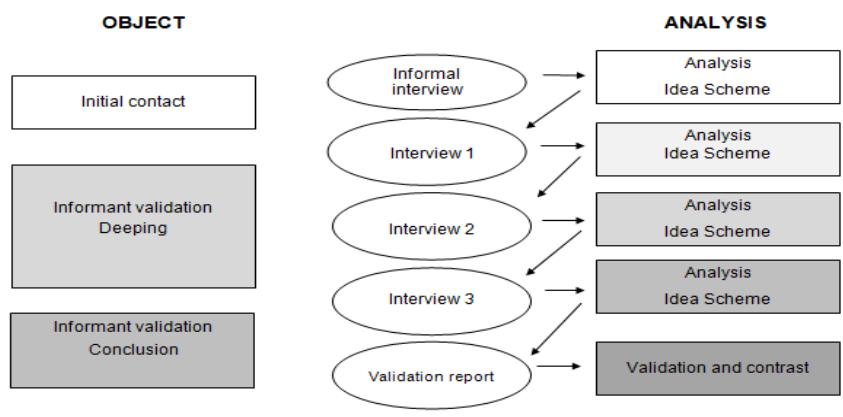 OBJECT
ANALYSIS
Initial contact
Informant validation
Deeping
Informant validation
Conclusion
Informal
interview
Analysis
Idea Scheme
Interview 1
Analysis
Idea Scheme
Interview 2
Analysis
Idea Scheme
Interview 3
Analysis
Idea Scheme
Validation report
Validation and contrast